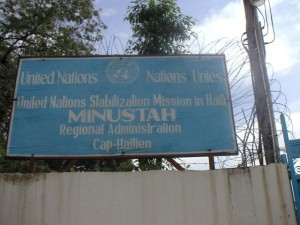 United Nations Nations Unies
United Nations Stabilization Mission in Haiti
MINUSTAH
Regional Administration
Cap-Haitien